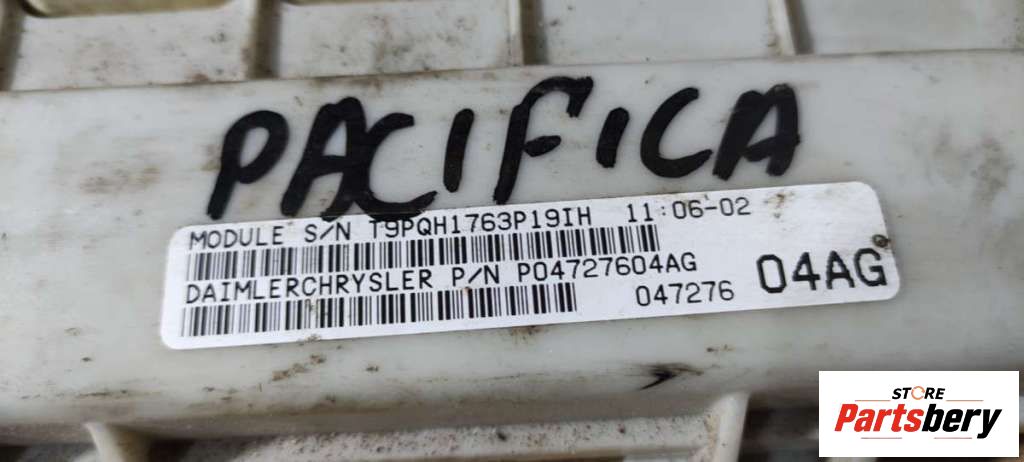 PACIFICA
MODULE S/N T9PQH1763P19IH 11:06-02
DAIMLERCHRYSLER P/N P04727604AG
047276 04AG
STORE
Partsbery